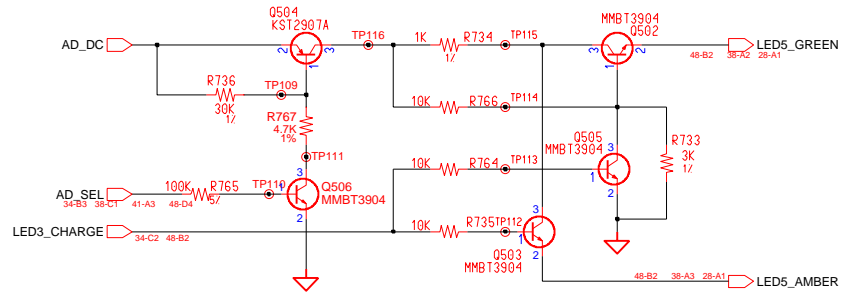 Q504
KST2907A
MMBT3904
Q502
AD_DC
2
3
TP116
1K
R734
TP115
3
2
LED5_GREEN
1%
48-B2 38-A2 28-A1
1
1
R736
TP109
30K
1%
R767
4.7K
1%
10K
R766
TP114
Q505
MMBT3904
R733
3K
1%
TP111
10K
R764
TP113
3
1
2
AD_SEL
34-B3 38-C1 41-A3 48-D4
100K
R765
5%
TP110
1
3
Q506
MMBT3904
2
LED3_CHARGE
34-C2 48-B2
10K
R735
TP112
3
1
2
Q503
MMBT3904
48-B2 38-A3 28-A1
LED5_AMBER